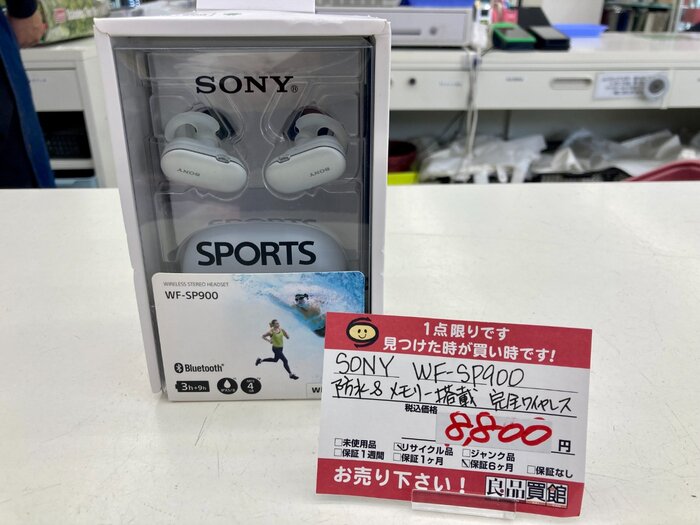 SONY®
SONY
SONY
SPORTS
WIRELESS STEREO HEADSET
WF-SP900
Bluetooth®
3h+9h
4
1点限りです
見つけた時が買い時です!
SONY WF-SP900
防水&メモリー搭載 完全ワイヤレス
税込価格
8,800円
□未使用品 □リサイクル品 □ジャンク品
□保証1週間 □保証1ヶ月 □保証6ヶ月 □保証なし
お売り下さい! 良品買館